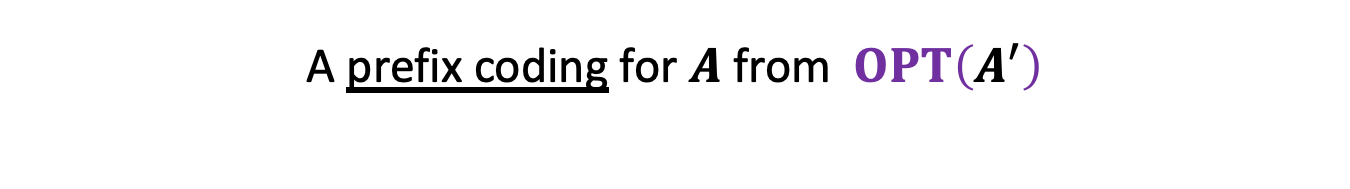 A prefix coding for A from OPT(A′)